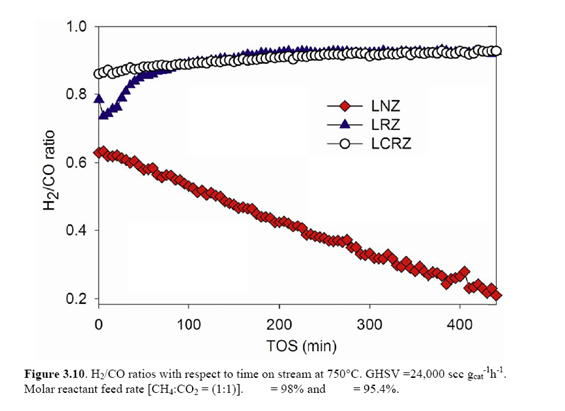 1.0
0.8
0.6
0.4
0.2
H₂/CO ratio
LNZ
LRZ
LCRZ
0
100
200
300
400
TOS (min)
Figure 3.10. H₂/CO ratios with respect to time on stream at 750°C. GHSV =24,000 scc gcat⁻¹h⁻¹.
Molar reactant feed rate [CH₄:CO₂ = (1:1)]. = 98% and = 95.4%.